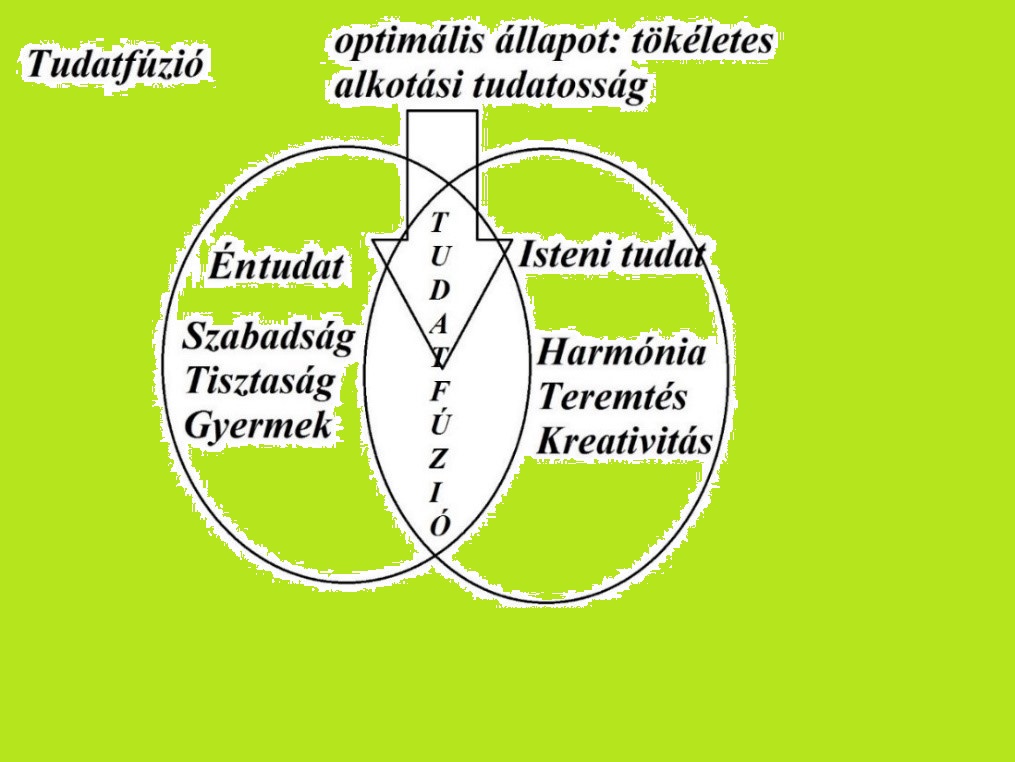 Tudatfúzió
optimális állapot: tökéletes
alkotási tudatosság
Éntudat
Szabadság
Tisztaság
Gyermek
T
U
D
A
T
F
Ú
Z
I
Ó
Isteni tudat
Harmónia
Teremtés
Kreativitás